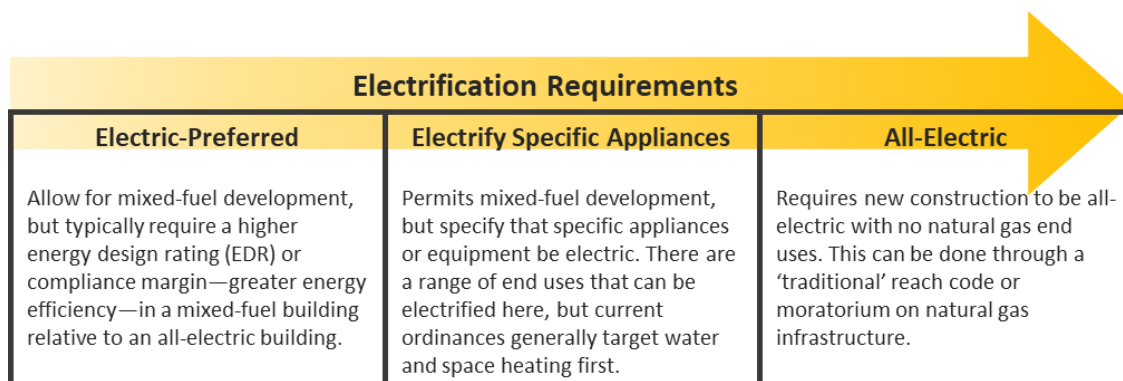 Electrification Requirements
Electric-Preferred
Allow for mixed-fuel development,
but typically require a higher
energy design rating (EDR) or
compliance margin—greater energy
efficiency—in a mixed-fuel building
relative to an all-electric building.
Electrify Specific Appliances
Permits mixed-fuel development,
but specify that specific appliances
or equipment be electric. There are
a range of end uses that can be
electrified here, but current
ordinances generally target water
and space heating first.
All-Electric
Requires new construction to be all-
electric with no natural gas end
uses. This can be done through a
‘traditional’ reach code or
moratorium on natural gas
infrastructure.